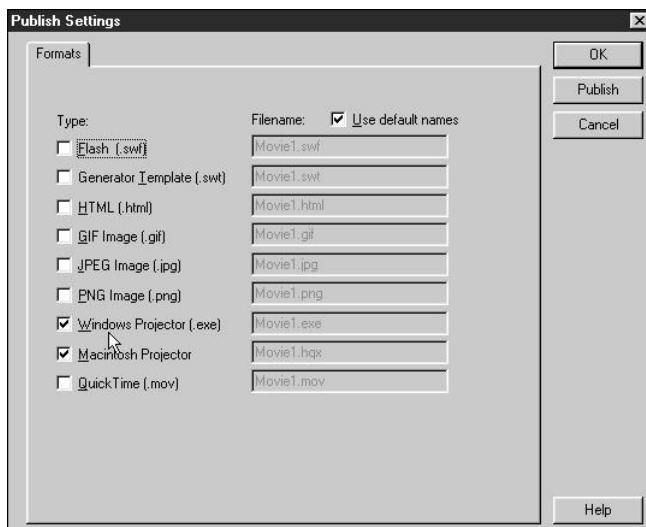 Publish Settings
Formats
OK
Publish
Cancel
Type:
Filename:
Use default names
Flash (.swf)
Movie1.swf
Generator Template (.swt)
Movie1.swt
HTML (.html)
Movie1.html
GIF Image (.gif)
Movie1.gif
JPEG Image (.jpg)
Movie1.jpg
PNG Image (.png)
Movie1.png
Windows Projector (.exe)
Movie1.exe
Macintosh Projector
Movie1.hqx
QuickTime (.mov)
Movie1.mov
Help